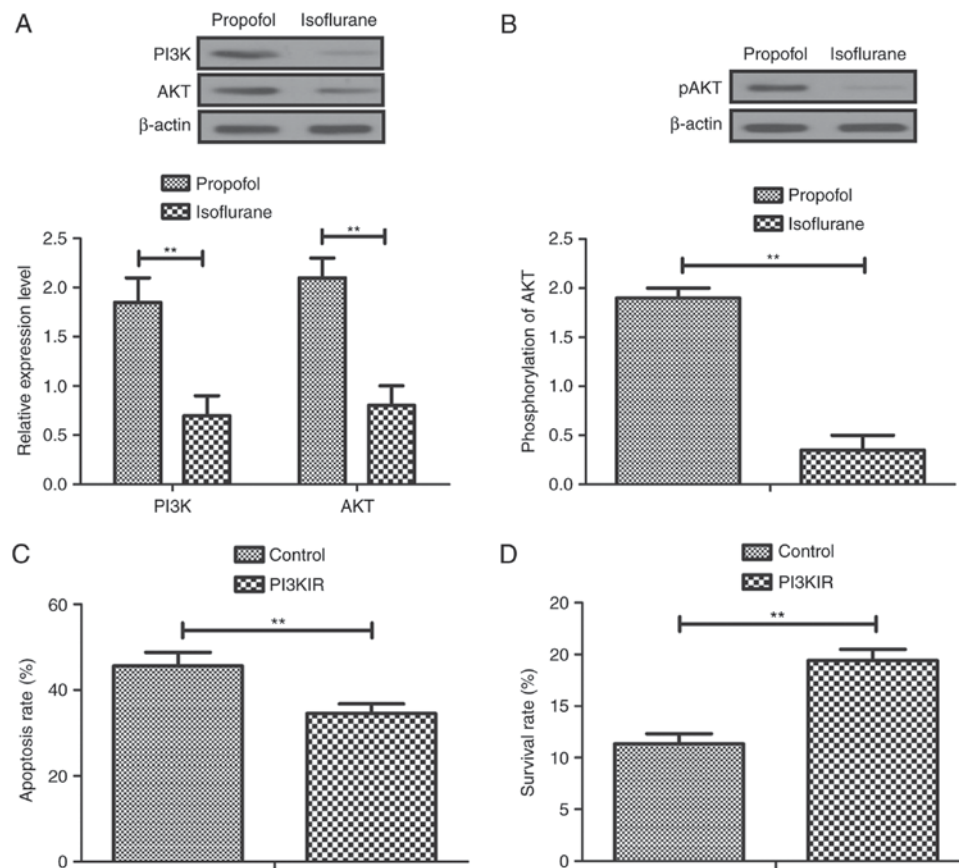 A
Propofol Isoflurane
PI3K
AKT
β-actin
Propofol
Isoflurane
Relative expression level
2.5
2.0
1.5
1.0
0.5
0.0
**
**
PI3K
AKT
B
Propofol Isoflurane
pAKT
β-actin
Propofol
Isoflurane
Phosphorylation of AKT
2.5
2.0
1.5
1.0
0.5
0.0
**
C
Control
PI3KIR
Apoptosis rate (%)
60
40
20
0
**
D
Control
PI3KIR
Survival rate (%)
20
20
15
10
5
0
**